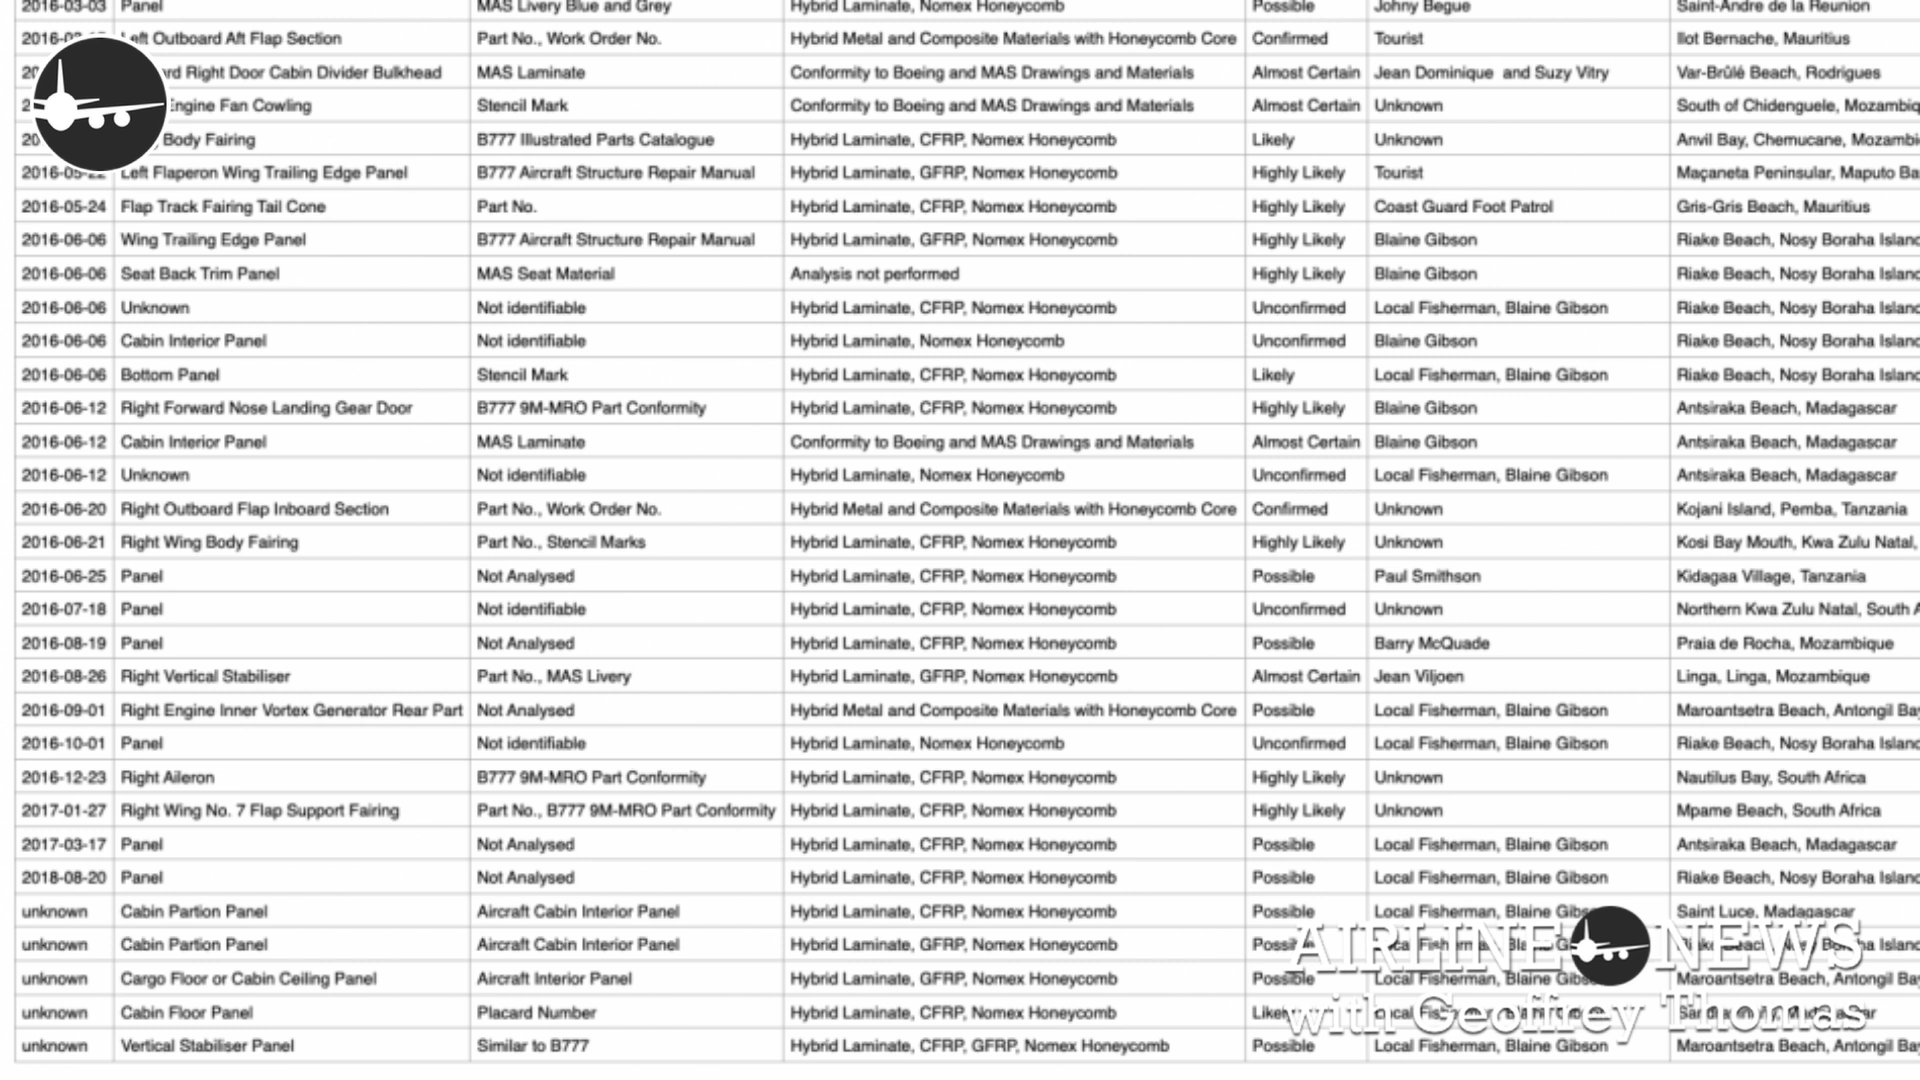 2016-03-03 Panel MAS Livery Blue and Grey Hybrid Laminate, Nomex Honeycomb Possible Johny Begue Saint-Andre de la Reunion
Left Outboard Aft Flap Section Part No., Work Order No. Hybrid Metal and Composite Materials with Honeycomb Core Confirmed Tourist Ilot Bernache, Mauritius
Right Door Cabin Divider Bulkhead MAS Laminate Conformity to Boeing and MAS Drawings and Materials Almost Certain Jean Dominique and Suzy Vitry Var-Brûlé Beach, Rodrigues
Engine Fan Cowling Stencil Mark Conformity to Boeing and MAS Drawings and Materials Almost Certain Unknown South of Chidenguele,
Body Fairing B777 Illustrated Parts Catalogue Hybrid Laminate, CFRP, Nomex Honeycomb Likely Unknown Anvil Bay, Chemucane,
2016-05-22 Left Flaperon Wing Trailing Edge Panel B777 Aircraft Structure Repair Manual Hybrid Laminate, GFRP, Nomex Honeycomb Highly Likely Tourist Maçaneta Peninsular, Maputo
2016-05-24 Flap Track Fairing Tail Cone Part No. Hybrid Laminate, CFRP, Nomex Honeycomb Highly Likely Coast Guard Foot Patrol Gris-Gris Beach, Mauritius
2016-06-06 Wing Trailing Edge Panel B777 Aircraft Structure Repair Manual Hybrid Laminate, GFRP, Nomex Honeycomb Highly Likely Blaine Gibson Riake Beach, Nosy Boraha
2016-06-06 Seat Back Trim Panel MAS Seat Material Analysis not performed Highly Likely Blaine Gibson Riake Beach, Nosy Boraha
2016-06-06 Unknown Not identifiable Hybrid Laminate, CFRP, Nomex Honeycomb Unconfirmed Local Fisherman, Blaine Gibson Riake Beach, Nosy Boraha
2016-06-06 Cabin Interior Panel Not identifiable Hybrid Laminate, Nomex Honeycomb Unconfirmed Blaine Gibson Riake Beach, Nosy Boraha
2016-06-06 Bottom Panel Stencil Mark Hybrid Laminate, CFRP, Nomex Honeycomb Likely Local Fisherman, Blaine Gibson Riake Beach, Nosy Boraha
2016-06-12 Right Forward Nose Landing Gear Door B777 9M-MRO Part Conformity Hybrid Laminate, CFRP, Nomex Honeycomb Highly Likely Blaine Gibson Antsiraka Beach, Madagascar
2016-06-12 Cabin Interior Panel MAS Laminate Conformity to Boeing and MAS Drawings and Materials Almost Certain Blaine Gibson Antsiraka Beach, Madagascar
2016-06-12 Unknown Not identifiable Hybrid Laminate, Nomex Honeycomb Unconfirmed Local Fisherman, Blaine Gibson Antsiraka Beach, Madagascar
2016-06-20 Right Outboard Flap Inboard Section Part No., Work Order No. Hybrid Metal and Composite Materials with Honeycomb Core Confirmed Unknown Kojani Island, Pemba, Tanzania
2016-06-21 Right Wing Body Fairing Part No., Stencil Marks Hybrid Laminate, CFRP, Nomex Honeycomb Highly Likely Unknown Kosi Bay Mouth, Kwa Zulu Natal,
2016-06-25 Panel Not Analysed Hybrid Laminate, CFRP, Nomex Honeycomb Possible Paul Smithson Kidagaa Village, Tanzania
2016-07-18 Panel Not identifiable Hybrid Laminate, CFRP, Nomex Honeycomb Unconfirmed Unknown Northern Kwa Zulu Natal, South
2016-08-19 Panel Not Analysed Hybrid Laminate, CFRP, Nomex Honeycomb Possible Barry McQuade Praia de Rocha, Mozambique
2016-08-26 Right Vertical Stabiliser Part No., MAS Livery Hybrid Laminate, GFRP, Nomex Honeycomb Almost Certain Jean Viljoen Linga, Linga, Mozambique
2016-09-01 Right Engine Inner Vortex Generator Rear Part Not Analysed Hybrid Metal and Composite Materials with Honeycomb Core Possible Local Fisherman, Blaine Gibson Maroantsetra Beach, Antongil
2016-10-01 Panel Not identifiable Hybrid Laminate, Nomex Honeycomb Unconfirmed Local Fisherman, Blaine Gibson Riake Beach, Nosy Boraha
2016-12-23 Right Aileron B777 9M-MRO Part Conformity Hybrid Laminate, CFRP, Nomex Honeycomb Highly Likely Unknown Nautilus Bay, South Africa
2017-01-27 Right Wing No. 7 Flap Support Fairing Part No., B777 9M-MRO Part Conformity Hybrid Laminate, CFRP, Nomex Honeycomb Highly Likely Unknown Mpame Beach, South Africa
2017-03-17 Panel Not Analysed Hybrid Laminate, CFRP, Nomex Honeycomb Possible Local Fisherman, Blaine Gibson Antsiraka Beach, Madagascar
2018-08-20 Panel Not Analysed Hybrid Laminate, CFRP, Nomex Honeycomb Possible Local Fisherman, Blaine Gibson Riake Beach, Nosy Boraha
unknown Cabin Partion Panel Aircraft Cabin Interior Panel Hybrid Laminate, CFRP, Nomex Honeycomb Possible Local Fisherman, Blaine Saint Luce, Madagascar
unknown Cabin Partion Panel Aircraft Cabin Interior Panel Hybrid Laminate, CFRP, Nomex Honeycomb
unknown Cargo Floor or Cabin Ceiling Panel Aircraft Interior Panel Hybrid Laminate, GFRP, Nomex Honeycomb Possible Local Fisherman, Blaine Maroantsetra Beach, Antongil
unknown Cabin Floor Panel Placard Number Hybrid Laminate, CFRP, Nomex Honeycomb
unknown Vertical Stabiliser Panel Similar to B777 Hybrid Laminate, CFRP, GFRP, Nomex Honeycomb Possible Local Fisherman, Blaine Gibson Maroantsetra Beach, Antongil
AIRLINE NEWS
with Geoffrey Thomas